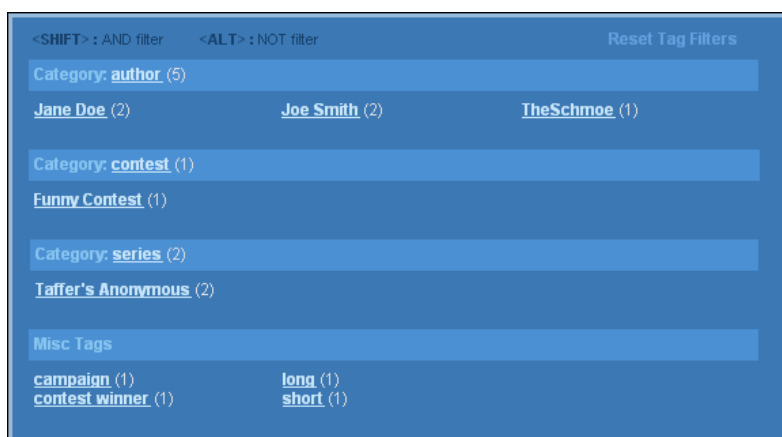 <SHIFT> : AND filter <ALT> : NOT filter Reset Tag Filters
Category: author (5)
Jane Doe (2) Joe Smith (2) TheSchmoe (1)
Category: contest (1)
Funny Contest (1)
Category: series (2)
Taffer's Anonymous (2)
Misc Tags
campaign (1) long (1)
contest winner (1) short (1)